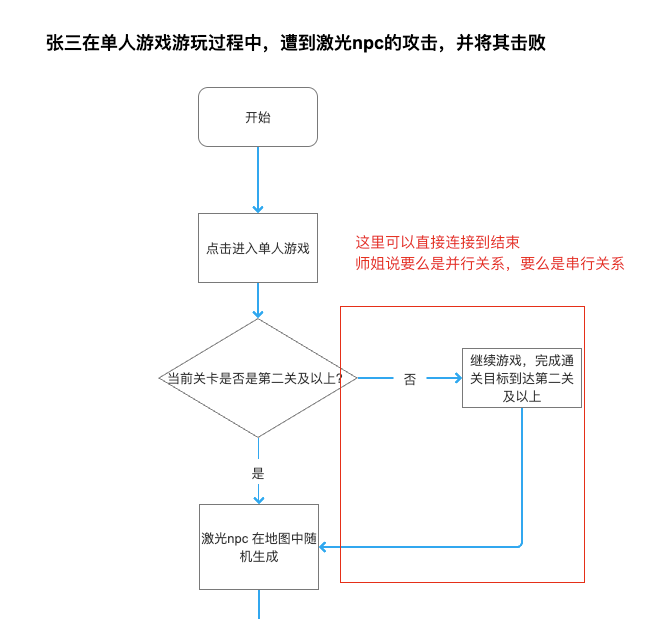 张三在单人游戏游玩过程中，遭到激光npc的攻击，并将其击败
开始
点击进入单人游戏
这里可以直接连接到结束
师姐说要么是并行关系，要么是串行关系
当前关卡是否是第二关及以上?
否
继续游戏，完成通
关目标到达第二关
及以上
是
激光npc 在地图中随
机生成